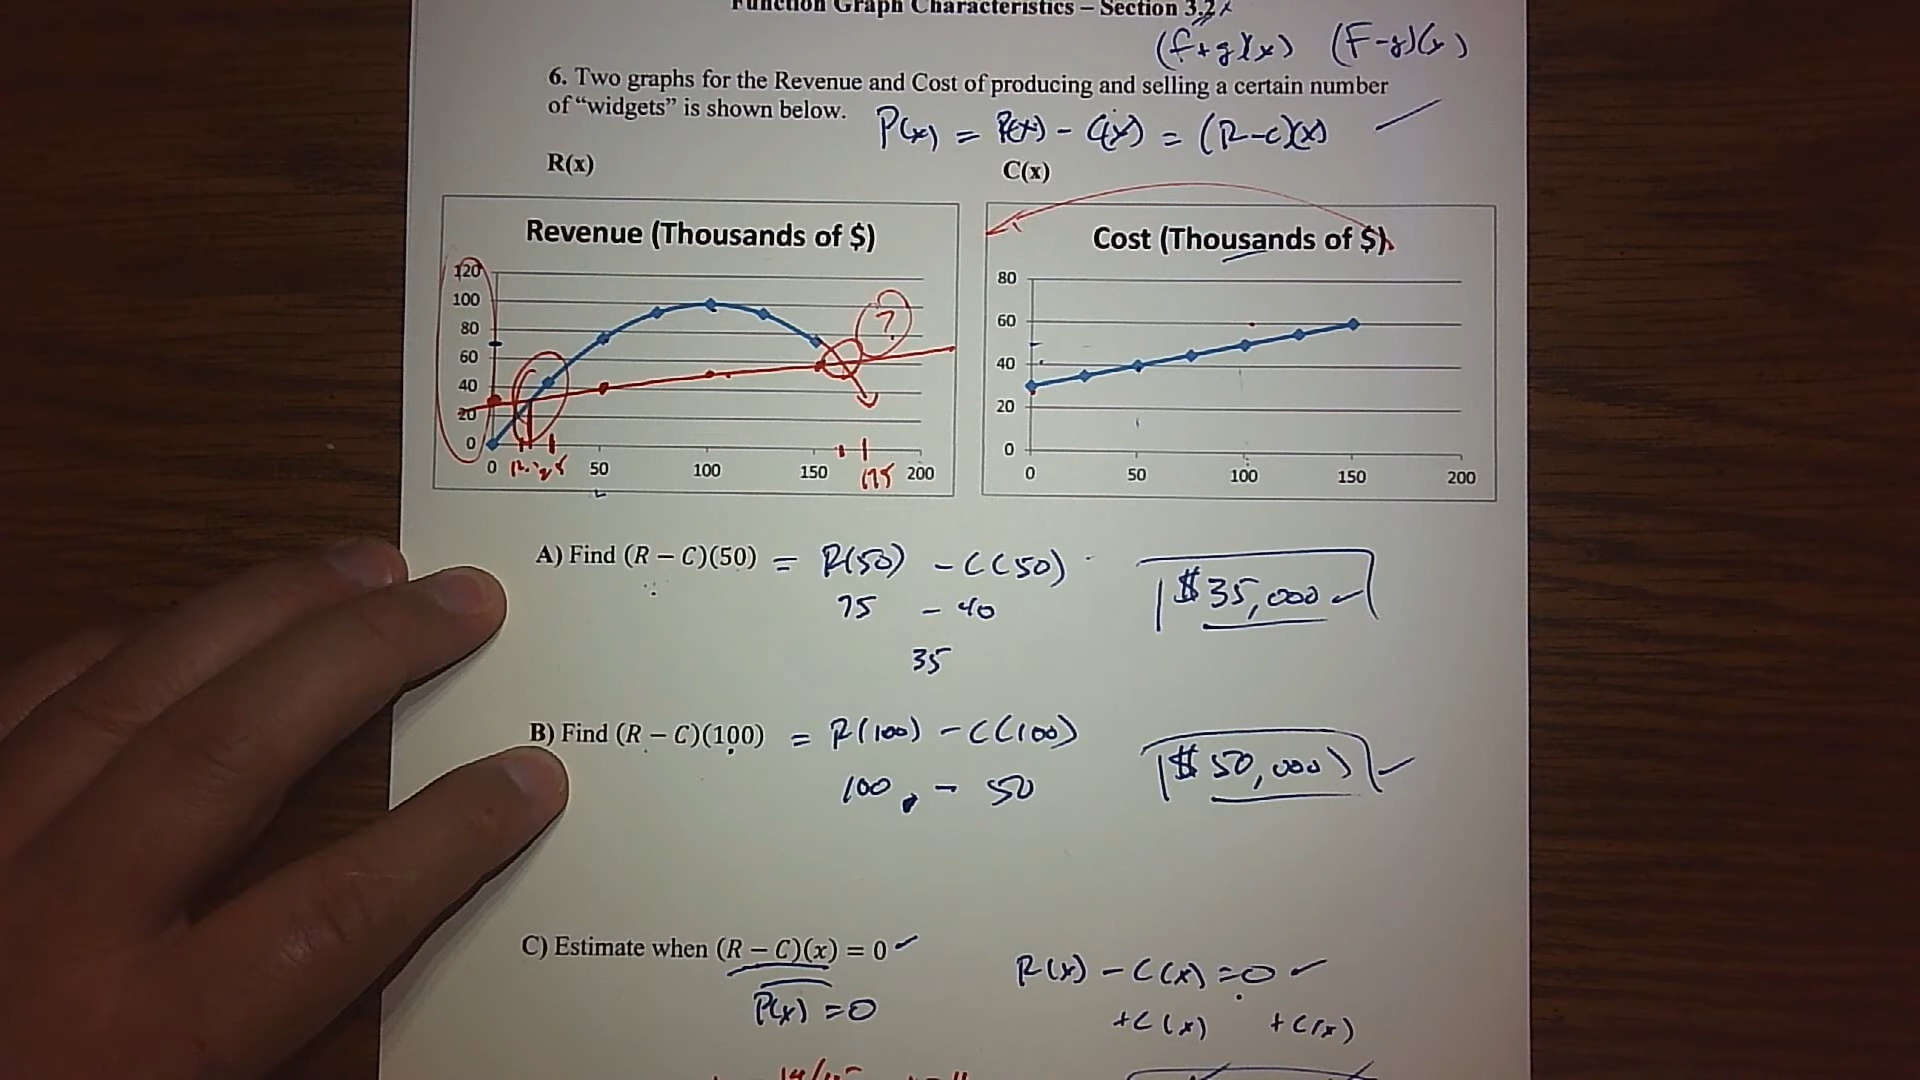 Function Graph Characteristics – Section 3.2
(f+g)(x) (F-g)(x)
6. Two graphs for the Revenue and Cost of producing and selling a certain number
of “widgets” is shown below.
P(x) = R(x) - C(x) = (R-C)(x)
R(x)
C(x)
Revenue (Thousands of $)
120
100
80
60
40
20
0
0 50 100 150 200
?
175
Cost (Thousands of $)
80
60
40
20
0
0 50 100 150 200
A) Find (R – C)(50) = R(50) - C(50)
75 - 40
35
$35,000
B) Find (R – C)(100) = R(100) - C(100)
100 - 50
$50,000
C) Estimate when (R – C)(x) = 0
P(x) = 0
R(x) - C(x) = 0
+C(x) +C(x)